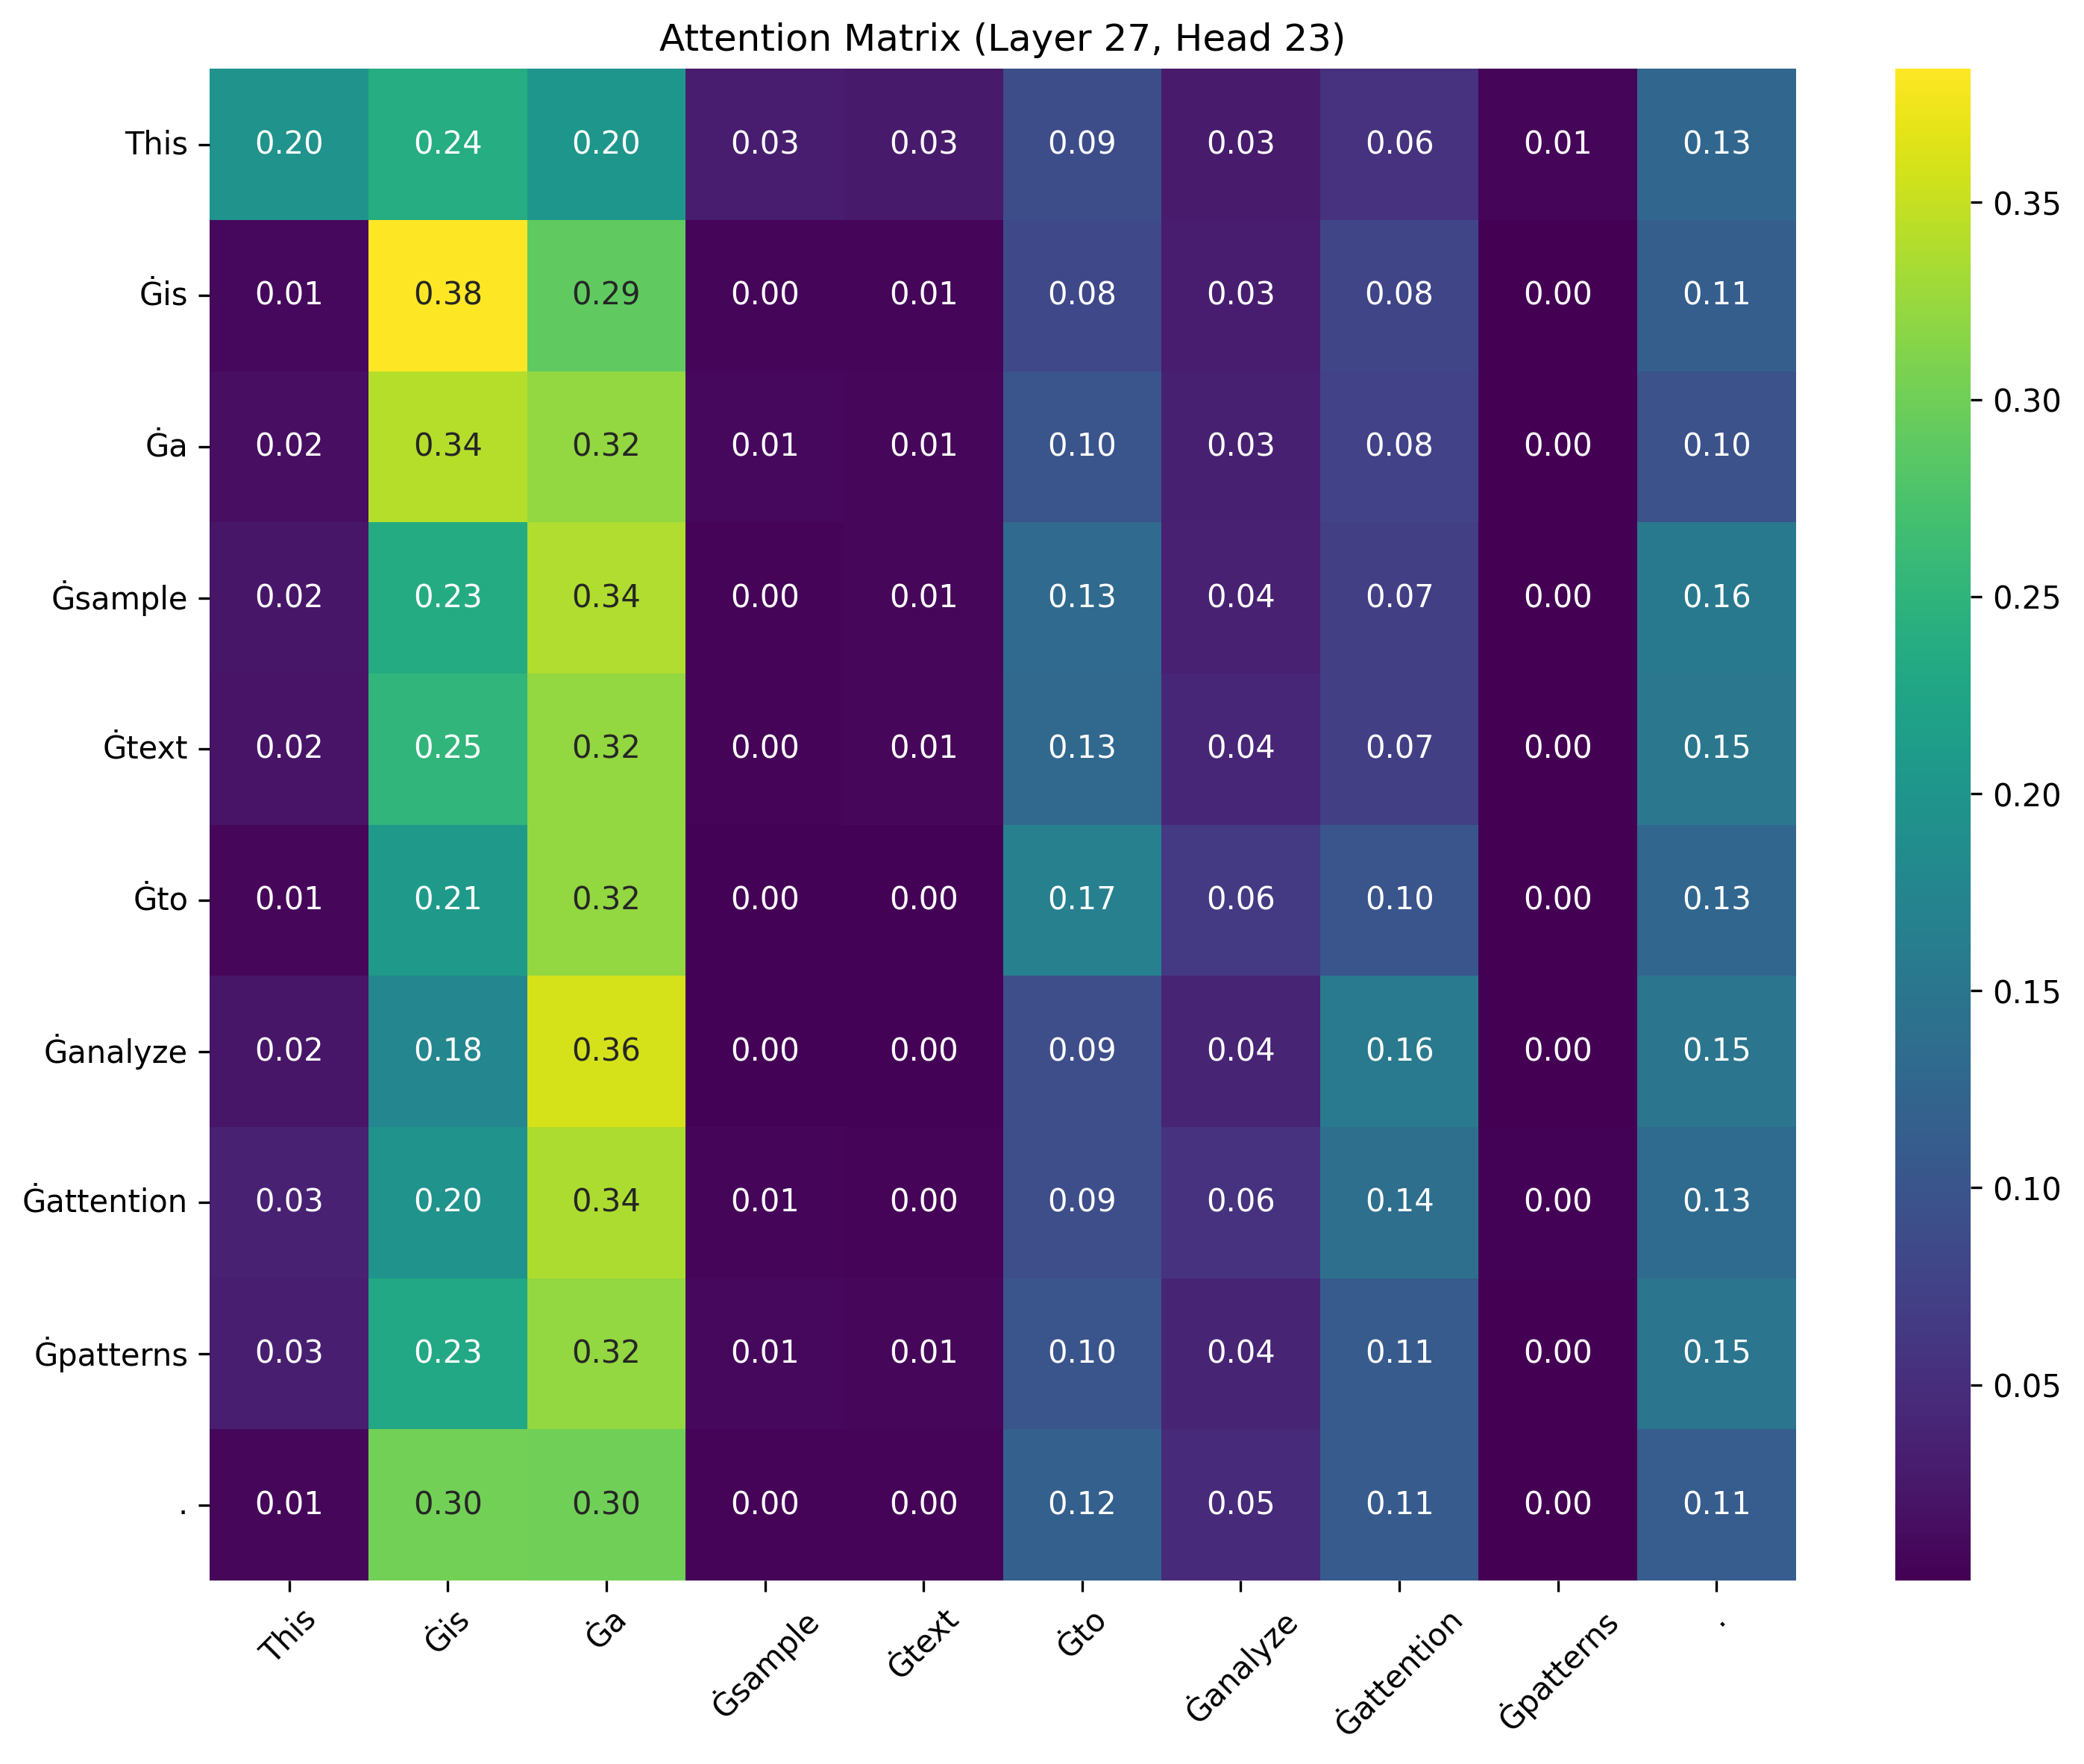 Attention Matrix (Layer 27, Head 23)
This 0.20 0.24 0.20 0.03 0.03 0.09 0.03 0.06 0.01 0.13
Ġis 0.01 0.38 0.29 0.00 0.01 0.08 0.03 0.08 0.00 0.11
Ġa 0.02 0.34 0.32 0.01 0.01 0.10 0.03 0.08 0.00 0.10
Ġsample 0.02 0.23 0.34 0.00 0.01 0.13 0.04 0.07 0.00 0.16
Ġtext 0.02 0.25 0.32 0.00 0.01 0.13 0.04 0.07 0.00 0.15
Ġto 0.01 0.21 0.32 0.00 0.00 0.17 0.06 0.10 0.00 0.13
Ġanalyze 0.02 0.18 0.36 0.00 0.00 0.09 0.04 0.16 0.00 0.15
Ġattention 0.03 0.20 0.34 0.01 0.00 0.09 0.06 0.14 0.00 0.13
Ġpatterns 0.03 0.23 0.32 0.01 0.01 0.10 0.04 0.11 0.00 0.15
. 0.01 0.30 0.30 0.00 0.00 0.12 0.05 0.11 0.00 0.11
This Ġis Ġa Ġsample Ġtext Ġto Ġanalyze Ġattention Ġpatterns .
0.35
0.30
0.25
0.20
0.15
0.10
0.05